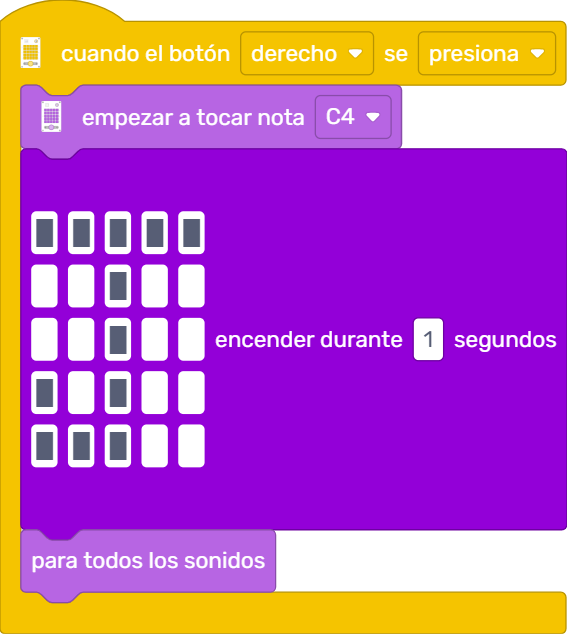 cuando el botón derecho se presiona
empezar a tocar nota C4
encender durante 1 segundos
para todos los sonidos